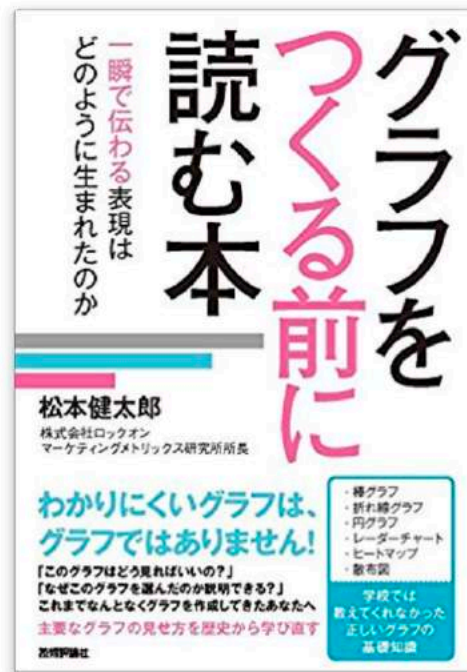 グラフを
つくる前に
読む本
一瞬で伝わる表現は
どのように生まれたのか
松本健太郎
株式会社ロックオン
マーケティングメトリックス研究所所長
わかりにくいグラフは、
グラフではありません!
「このグラフはどう見ればいいの?」
「なぜこのグラフを選んだのか説明できる?」
これまでなんとなくグラフを作成してきたあなたへ
主要なグラフの見せ方を歴史から学び直す
・棒グラフ
・折れ線グラフ
・円グラフ
・レーダーチャート
・ヒートマップ
・散布図
学校では
教えてくれなかった
正しいグラフの
基礎知識
技術評論社